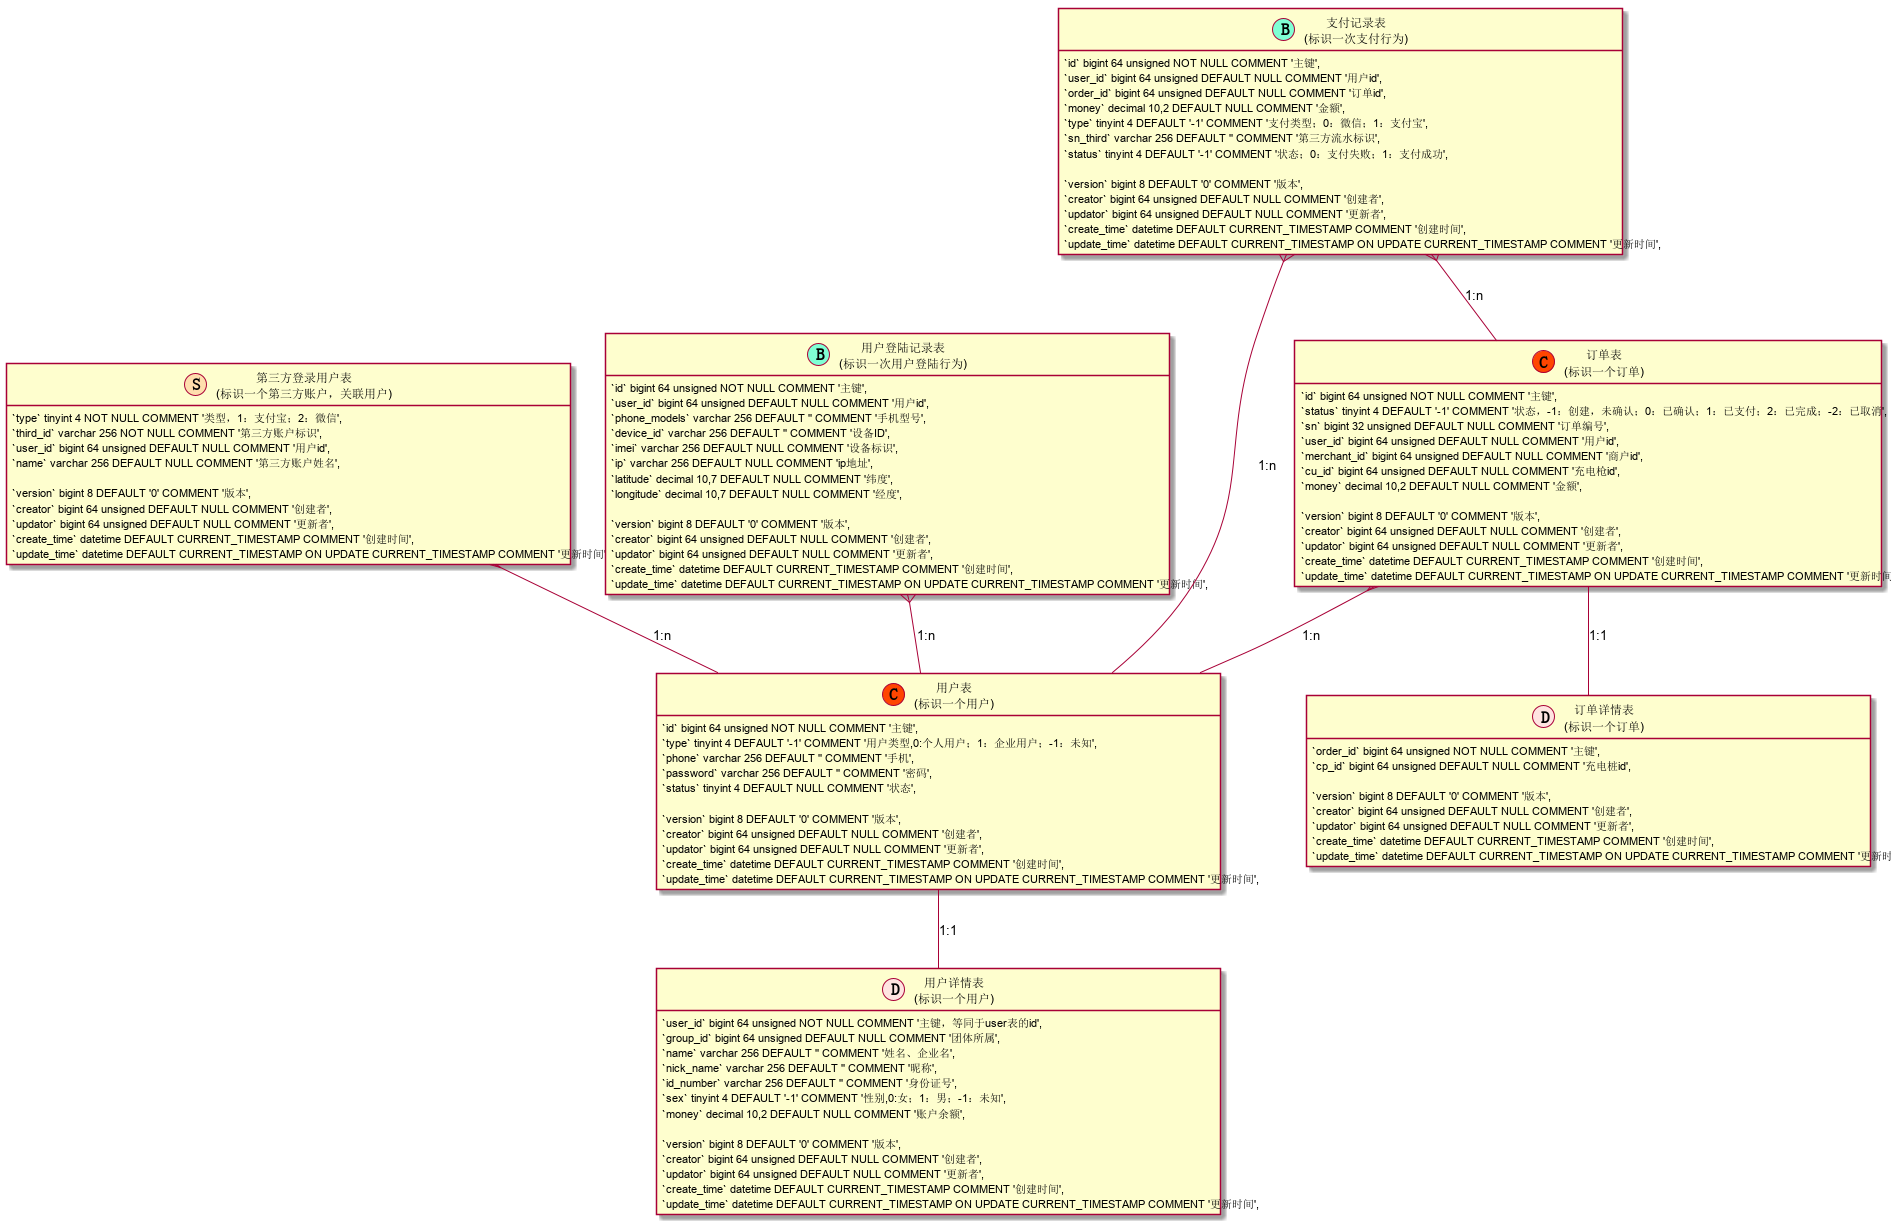 B
支付记录表
(标识一次支付行为)
`id` bigint 64 unsigned NOT NULL COMMENT '主键',
`user_id` bigint 64 unsigned DEFAULT NULL COMMENT '用户id',
`order_id` bigint 64 unsigned DEFAULT NULL COMMENT '订单id',
`money` decimal 10,2 DEFAULT NULL COMMENT '金额',
`type` tinyint 4 DEFAULT '-1' COMMENT '支付类型；0：微信；1：支付宝',
`sn_third` varchar 256 DEFAULT '' COMMENT '第三方流水标识',
`status` tinyint 4 DEFAULT '-1' COMMENT '状态；0：支付失败；1：支付成功',
`version` bigint 8 DEFAULT '0' COMMENT '版本',
`creator` bigint 64 unsigned DEFAULT NULL COMMENT '创建者',
`updator` bigint 64 unsigned DEFAULT NULL COMMENT '更新者',
`create_time` datetime DEFAULT CURRENT_TIMESTAMP COMMENT '创建时间',
`update_time` datetime DEFAULT CURRENT_TIMESTAMP ON UPDATE CURRENT_TIMESTAMP COMMENT '更新时间',
1:n
S
第三方登录用户表
(标识一个第三方账户，关联用户)
`type` tinyint 4 NOT NULL COMMENT '类型，1：支付宝；2：微信',
`third_id` varchar 256 NOT NULL COMMENT '第三方账户标识',
`user_id` bigint 64 unsigned DEFAULT NULL COMMENT '用户id',
`name` varchar 256 DEFAULT NULL COMMENT '第三方账户姓名',
`version` bigint 8 DEFAULT '0' COMMENT '版本',
`creator` bigint 64 unsigned DEFAULT NULL COMMENT '创建者',
`updator` bigint 64 unsigned DEFAULT NULL COMMENT '更新者',
`create_time` datetime DEFAULT CURRENT_TIMESTAMP COMMENT '创建时间',
`update_time` datetime DEFAULT CURRENT_TIMESTAMP ON UPDATE CURRENT_TIMESTAMP COMMENT '更新时间'
B
用户登陆记录表
(标识一次用户登陆行为)
`id` bigint 64 unsigned NOT NULL COMMENT '主键',
`user_id` bigint 64 unsigned DEFAULT NULL COMMENT '用户id',
`phone_models` varchar 256 DEFAULT '' COMMENT '手机型号',
`device_id` varchar 256 DEFAULT '' COMMENT '设备ID',
`imei` varchar 256 DEFAULT NULL COMMENT '设备标识',
`ip` varchar 256 DEFAULT NULL COMMENT 'ip地址',
`latitude` decimal 10,7 DEFAULT NULL COMMENT '纬度',
`longitude` decimal 10,7 DEFAULT NULL COMMENT '经度',
`version` bigint 8 DEFAULT '0' COMMENT '版本',
`creator` bigint 64 unsigned DEFAULT NULL COMMENT '创建者',
`updator` bigint 64 unsigned DEFAULT NULL COMMENT '更新者',
`create_time` datetime DEFAULT CURRENT_TIMESTAMP COMMENT '创建时间',
`update_time` datetime DEFAULT CURRENT_TIMESTAMP ON UPDATE CURRENT_TIMESTAMP COMMENT '更新时间',
1:n
C
订单表
(标识一个订单)
`id` bigint 64 unsigned NOT NULL COMMENT '主键',
`status` tinyint 4 DEFAULT '-1' COMMENT '状态，-1：创建，未确认；0：已确认；1：已支付；2：已完成；-2：已取消',
`sn` bigint 32 unsigned DEFAULT NULL COMMENT '订单编号',
`user_id` bigint 64 unsigned DEFAULT NULL COMMENT '用户id',
`merchant_id` bigint 64 unsigned DEFAULT NULL COMMENT '商户id',
`cu_id` bigint 64 unsigned DEFAULT NULL COMMENT '充电枪id',
`money` decimal 10,2 DEFAULT NULL COMMENT '金额',
`version` bigint 8 DEFAULT '0' COMMENT '版本',
`creator` bigint 64 unsigned DEFAULT NULL COMMENT '创建者',
`updator` bigint 64 unsigned DEFAULT NULL COMMENT '更新者',
`create_time` datetime DEFAULT CURRENT_TIMESTAMP COMMENT '创建时间',
`update_time` datetime DEFAULT CURRENT_TIMESTAMP ON UPDATE CURRENT_TIMESTAMP COMMENT '更新时间
1:n
1:n
1:n
1:1
C
用户表
(标识一个用户)
`id` bigint 64 unsigned NOT NULL COMMENT '主键',
`type` tinyint 4 DEFAULT '-1' COMMENT '用户类型,0:个人用户；1：企业用户；-1：未知',
`phone` varchar 256 DEFAULT '' COMMENT '手机',
`password` varchar 256 DEFAULT '' COMMENT '密码',
`status` tinyint 4 DEFAULT NULL COMMENT '状态',
`version` bigint 8 DEFAULT '0' COMMENT '版本',
`creator` bigint 64 unsigned DEFAULT NULL COMMENT '创建者',
`updator` bigint 64 unsigned DEFAULT NULL COMMENT '更新者',
`create_time` datetime DEFAULT CURRENT_TIMESTAMP COMMENT '创建时间',
`update_time` datetime DEFAULT CURRENT_TIMESTAMP ON UPDATE CURRENT_TIMESTAMP COMMENT '更新时间',
D
订单详情表
(标识一个订单)
`order_id` bigint 64 unsigned NOT NULL COMMENT '主键',
`cp_id` bigint 64 unsigned DEFAULT NULL COMMENT '充电桩id',
`version` bigint 8 DEFAULT '0' COMMENT '版本',
`creator` bigint 64 unsigned DEFAULT NULL COMMENT '创建者',
`updator` bigint 64 unsigned DEFAULT NULL COMMENT '更新者',
`create_time` datetime DEFAULT CURRENT_TIMESTAMP COMMENT '创建时间',
`update_time` datetime DEFAULT CURRENT_TIMESTAMP ON UPDATE CURRENT_TIMESTAMP COMMENT '更新时
1:1
D
用户详情表
(标识一个用户)
`user_id` bigint 64 unsigned NOT NULL COMMENT '主键，等同于user表的id',
`group_id` bigint 64 unsigned DEFAULT NULL COMMENT '团体所属',
`name` varchar 256 DEFAULT '' COMMENT '姓名、企业名',
`nick_name` varchar 256 DEFAULT '' COMMENT '昵称',
`id_number` varchar 256 DEFAULT '' COMMENT '身份证号',
`sex` tinyint 4 DEFAULT '-1' COMMENT '性别,0:女；1：男；-1：未知',
`money` decimal 10,2 DEFAULT NULL COMMENT '账户余额',
`version` bigint 8 DEFAULT '0' COMMENT '版本',
`creator` bigint 64 unsigned DEFAULT NULL COMMENT '创建者',
`updator` bigint 64 unsigned DEFAULT NULL COMMENT '更新者',
`create_time` datetime DEFAULT CURRENT_TIMESTAMP COMMENT '创建时间',
`update_time` datetime DEFAULT CURRENT_TIMESTAMP ON UPDATE CURRENT_TIMESTAMP COMMENT '更新时间',